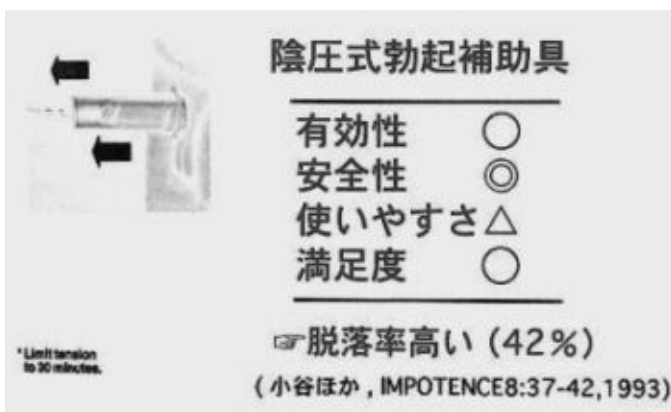 陰圧式勃起補助具
有効性 ○
安全性 ◎
使いやすさ △
満足度 ○
☞脱落率高い (42%)
(小谷ほか, IMPOTENCE8:37-42,1993)
* Limit tension
to 30 minutes.